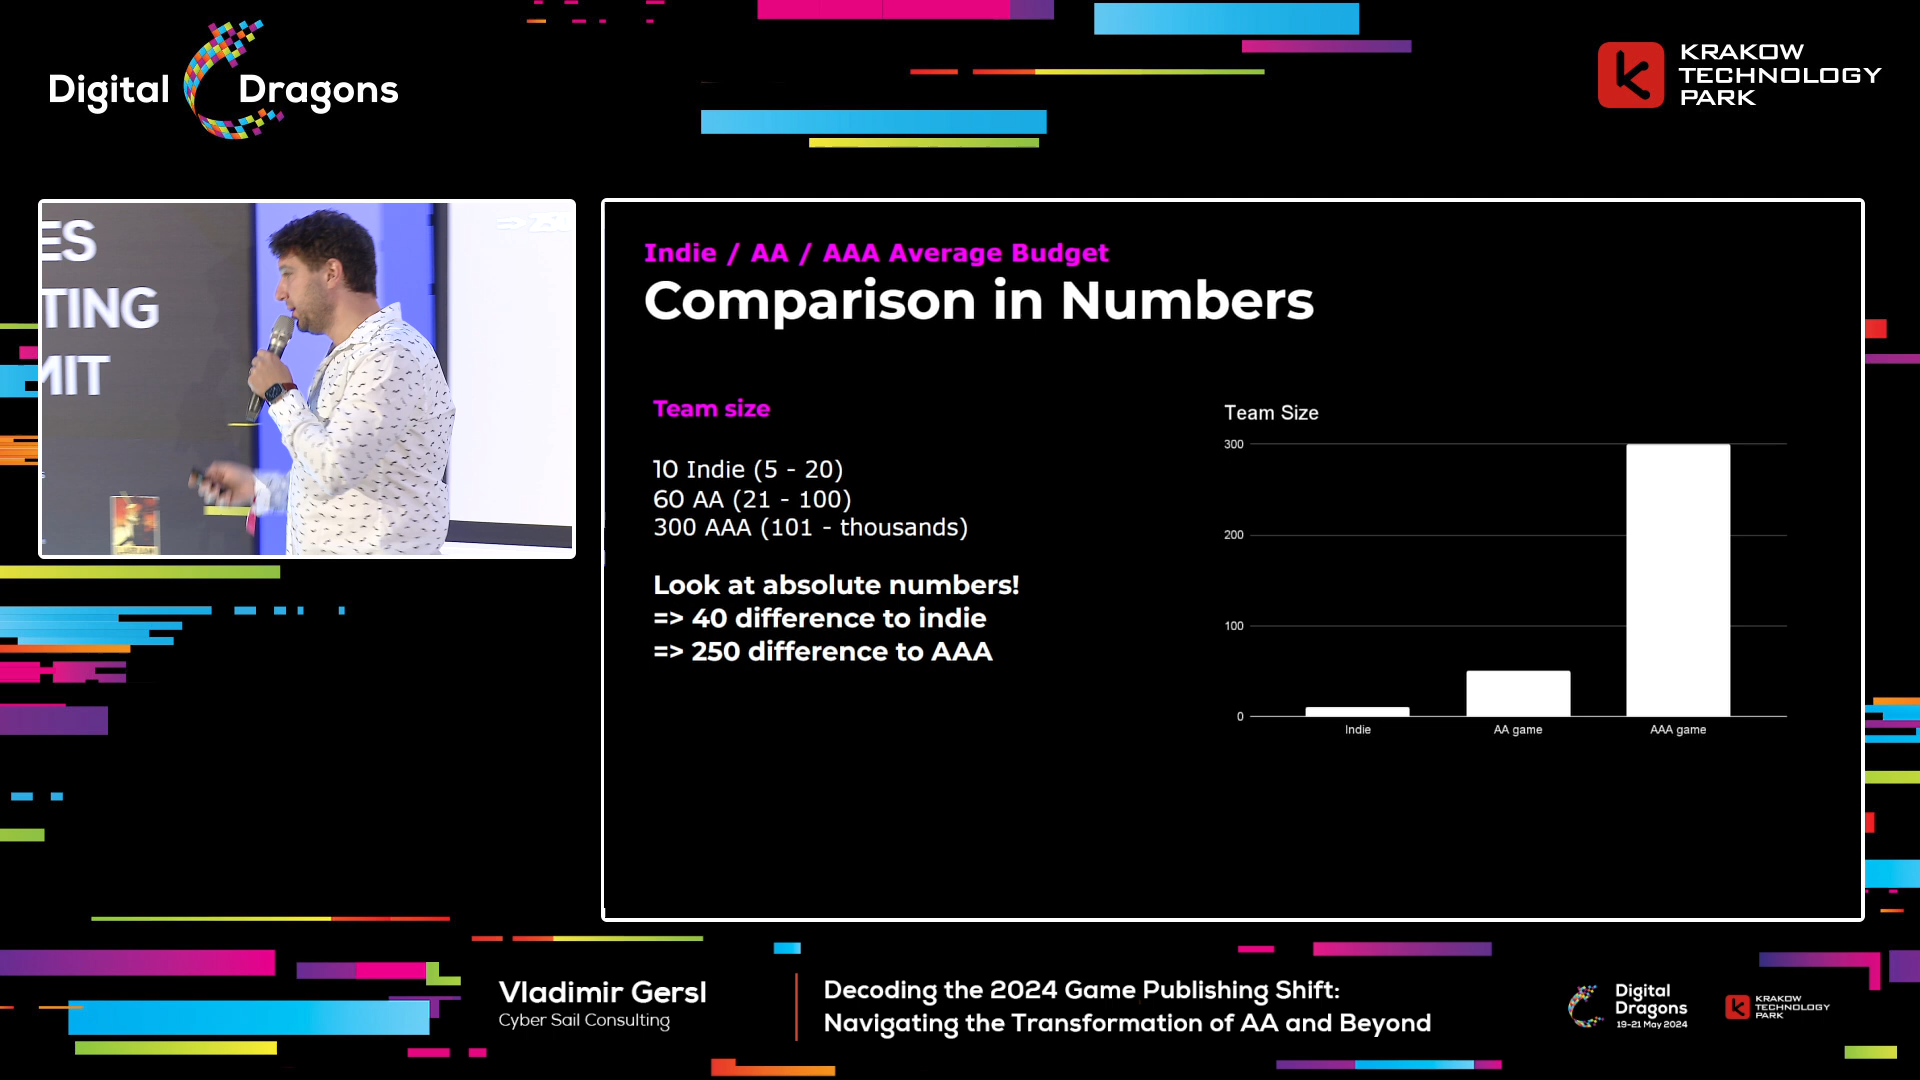 Digital Dragons
KRAKOW
TECHNOLOGY
PARK
ES
TING
MIT
Indie / AA / AAA Average Budget
Comparison in Numbers
Team size
10 Indie (5 - 20)
60 AA (21 - 100)
300 AAA (101 - thousands)
Look at absolute numbers!
=> 40 difference to indie
=> 250 difference to AAA
Team Size
300
200
100
0
Indie
AA game
AAA game
Vladimir Gersl
Cyber Sail Consulting
Decoding the 2024 Game Publishing Shift:
Navigating the Transformation of AA and Beyond
Digital
Dragons
19-21 May 2024
KRAKOW
TECHNOLOGY
PARK